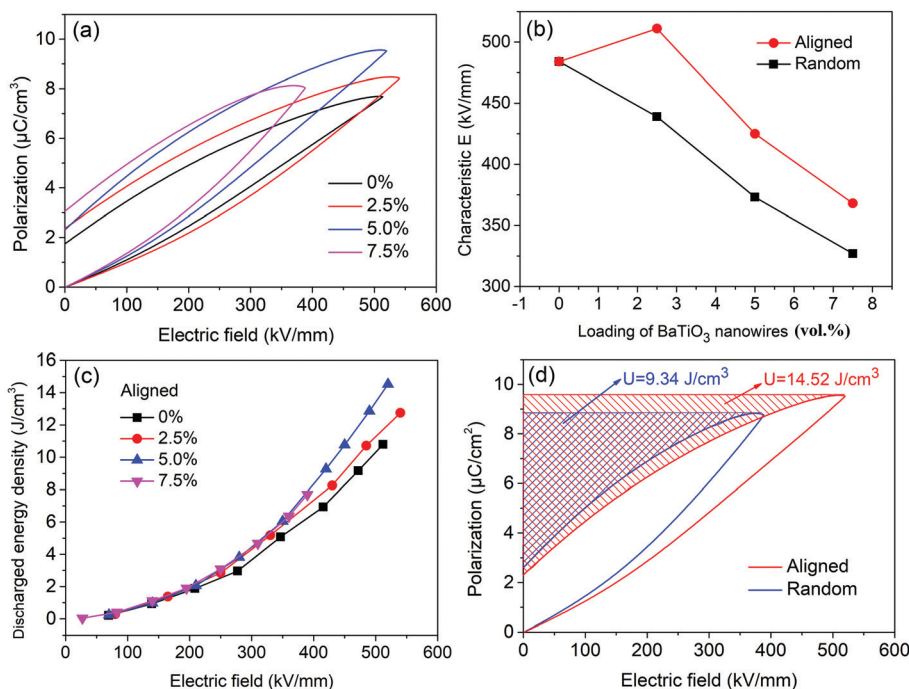 (a)
10
8
6
4
2
0
Polarization (μC/cm³)
0%
2.5%
5.0%
7.5%
0 100 200 300 400 500 600
Electric field (kV/mm)
(b)
500
450
400
350
300
Characteristic E (kV/mm)
Aligned
Random
-1 0 1 2 3 4 5 6 7 8
Loading of BaTiO₃ nanowires (vol.%)
(c)
16
14
12
10
8
6
4
2
0
Discharged energy density (J/cm³)
Aligned
0%
2.5%
5.0%
7.5%
0 100 200 300 400 500 600
Electric field (kV/mm)
(d)
U=9.34 J/cm³ U=14.52 J/cm³
10
8
6
4
2
0
Polarization (μC/cm²)
Aligned
Random
0 100 200 300 400 500 600
Electric field (kV/mm)